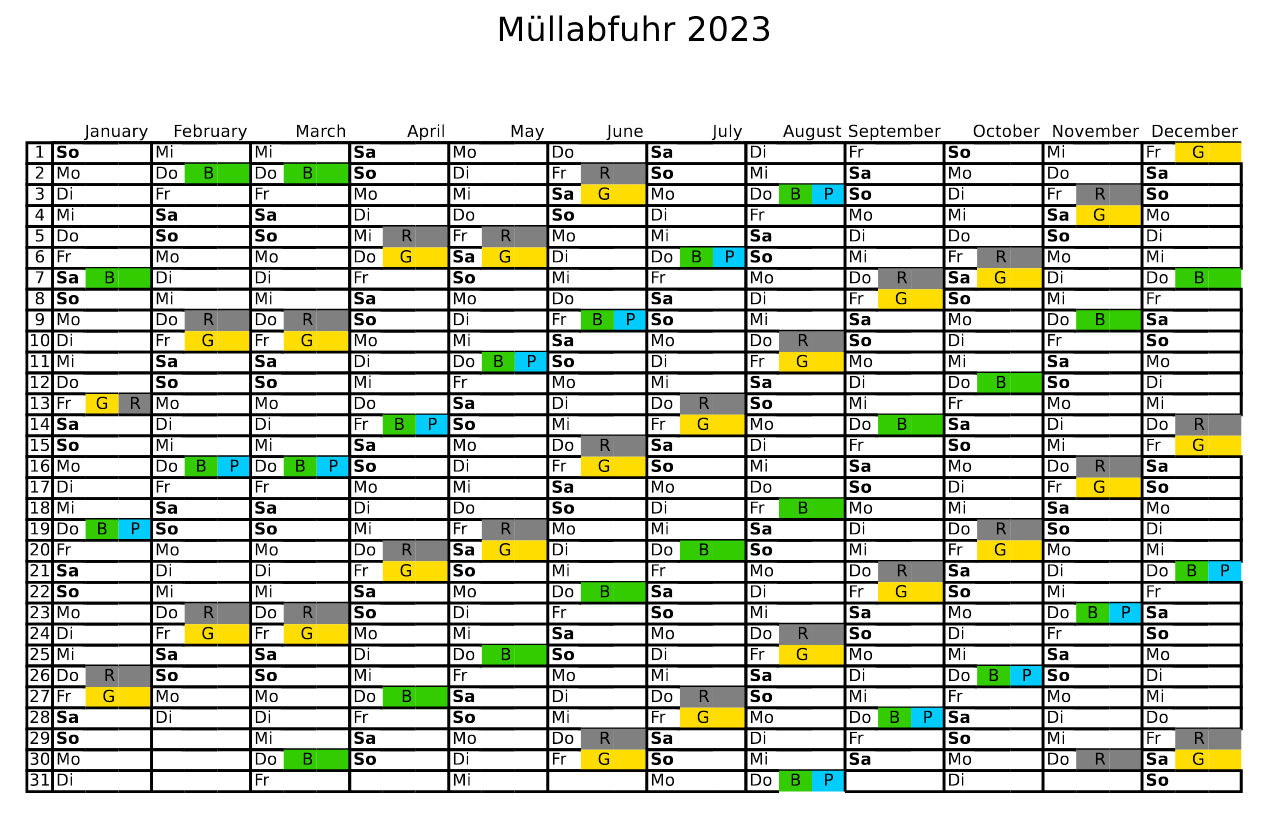 Müllabfuhr 2023
January February March April May June July August September October November December
1 So Mi Mi Sa Mo Do Sa Di Fr So Mi Fr G
2 Mo Do B Do B So Di Fr R So Mi Sa Mo Do Sa
3 Di Fr Fr Mo Mi Sa G Mo Do B P So Di Fr R So
4 Mi Sa Sa Di Do So Di Fr Mo Mi Sa G Mo
5 Do So So Mi R Fr R Mo Mi Sa Di Do So Di
6 Fr Mo Mo Do G Sa G Di Do B P So Mi Fr R Mo Mi
7 Sa B Di Di Fr So Mi Fr Mo Do R Sa G Di Do B
8 So Mi Mi Sa Mo Do Sa Di Fr G So Mi Fr
9 Mo Do R Do R So Di Fr B P So Mi Sa Mo Do B Sa
10 Di Fr G Fr G Mo Mi Sa Mo Do R So Di Fr So
11 Mi Sa Sa Di Do B P So Di Fr G Mo Mi Sa Mo
12 Do So So Mi Fr Mo Mi Sa Di Do B So Di
13 Fr G R Mo Mo Do Sa Di Do R So Mi Fr Mo Mi
14 Sa Di Di Fr B P So Mi Fr G Mo Do B Sa Di Do R
15 So Mi Mi Sa Mo Do R Sa Di Fr So Mi Fr G
16 Mo Do B P Do B P So Di Fr G So Mi Sa Mo Do R Sa
17 Di Fr Fr Mo Mi Sa Mo Do So Di Fr G So
18 Mi Sa Sa Di Do So Di Fr B Mo Mi Sa Mo
19 Do B P So So Mi Fr R Mo Mi Sa Di Do R So Di
20 Fr Mo Mo Do R Sa G Di Do B So Mi Fr G Mo Mi
21 Sa Di Di Fr G So Mi Fr Mo Do R Sa Di Do B P
22 So Mi Mi Sa Mo Do B Sa Di Fr G So Mi Fr
23 Mo Do R Do R So Di Fr So Mi Sa Mo Do B P Sa
24 Di Fr G Fr G Mo Mi Sa Mo Do R So Di Fr So
25 Mi Sa Sa Di Do B So Di Fr G Mo Mi Sa Mo
26 Do R So So Mi Fr Mo Mi Sa Di Do B P So Di
27 Fr G Mo Mo Do B Sa Di Do R So Mi Fr Mo Mi
28 Sa Di Di Fr So Mi Fr G Mo Do B P Sa Di Do
29 So Mi Sa Mo Do R Sa Di Fr So Mi Fr R
30 Mo Do B So Di Fr G So Mi Sa Mo Do R Sa G
31 Di Fr Mi Mo Do B P Di So